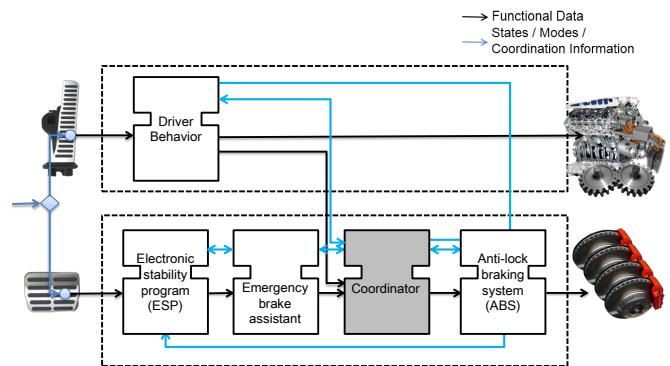 Functional Data
States / Modes /
Coordination Information
Driver
Behavior
Electronic
stability
program
(ESP)
Emergency
brake
assistant
Coordinator
Anti-lock
braking
system
(ABS)